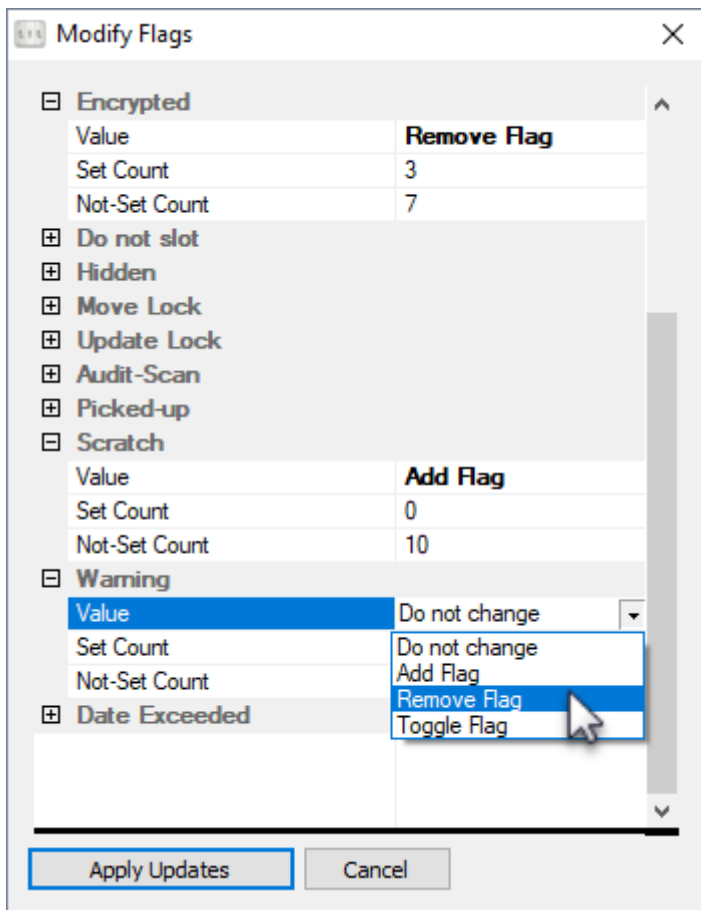 Modify Flags
Encrypted
Value Remove Flag
Set Count 3
Not-Set Count 7
Do not slot
Hidden
Move Lock
Update Lock
Audit-Scan
Picked-up
Scratch
Value Add Flag
Set Count 0
Not-Set Count 10
Warning
Value Do not change
Set Count Do not change
Add Flag
Not-Set Count Remove Flag
Date Exceeded Toggle Flag
Apply Updates Cancel